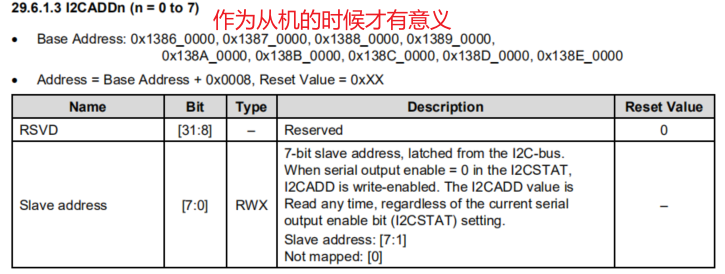 29.6.1.3 I2CADDn (n = 0 to 7)
作为从机的时候才有意义
• Base Address: 0x1386_0000, 0x1387_0000, 0x1388_0000, 0x1389_0000,
0x138A_0000, 0x138B_0000, 0x138C_0000, 0x138D_0000, 0x138E_0000
• Address = Base Address + 0x0008, Reset Value = 0xXX
Name Bit Type Description Reset Value
RSVD [31:8] – Reserved 0
7-bit slave address, latched from the I2C-bus.
When serial output enable = 0 in the I2CSTAT,
I2CADD is write-enabled. The I2CADD value is
Slave address [7:0] RWX Read any time, regardless of the current serial –
output enable bit (I2CSTAT) setting.
Slave address: [7:1]
Not mapped: [0]